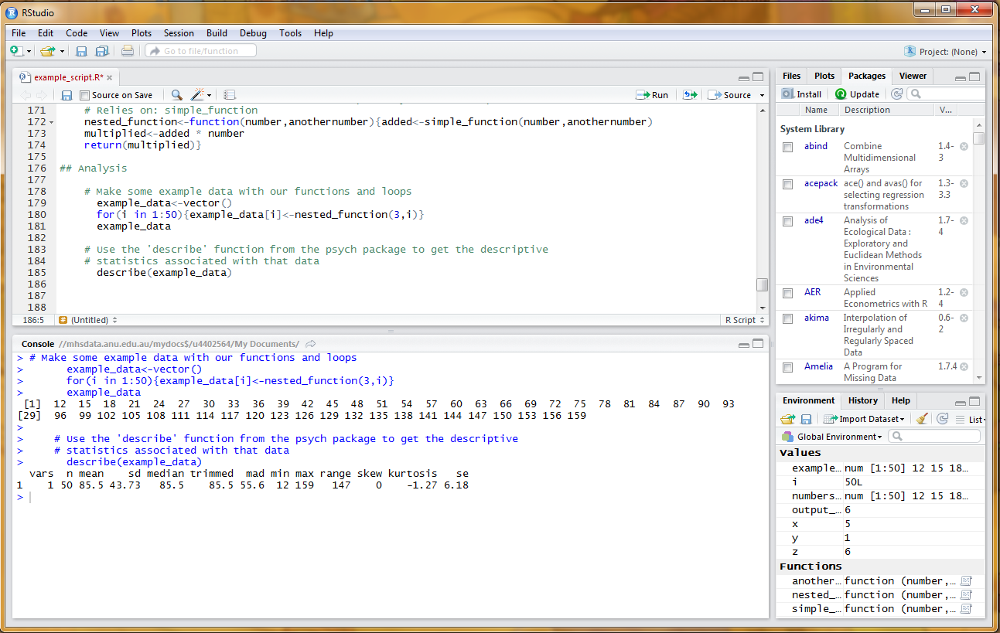 RStudio
File Edit Code View Plots Session Build Debug Tools Help
Go to file/function
Project: (None)
example_script.R*
Source on Save
Run
Source
171 # Relies on: simple_function
172 nested_function<-function(number,anothernumber){added<-simple_function(number,anothernumber)
173 multiplied<-added * number
174 return(multiplied)}
175
176 ## Analysis
177
178 # Make some example data with our functions and loops
179 example_data<-vector()
180 for(i in 1:50){example_data[i]<-nested_function(3,i)}
181 example_data
182
183 # Use the 'describe' function from the psych package to get the descriptive
184 # statistics associated with that data
185 describe(example_data)
186
187
188
186:5 # (Untitled) R Script
Console //mhsdata.anu.edu.au/mydocs$/u4402564/My Documents/
> # Make some example data with our functions and loops
> example_data<-vector()
> for(i in 1:50){example_data[i]<-nested_function(3,i)}
> example_data
[1] 12 15 18 21 24 27 30 33 36 39 42 45 48 51 54 57 60 63 66 69 72 75 78 81 84 87 90 93
[29] 96 99 102 105 108 111 114 117 120 123 126 129 132 135 138 141 144 147 150 153 156 159
>
> # Use the 'describe' function from the psych package to get the descriptive
> # statistics associated with that data
> describe(example_data)
vars n mean sd median trimmed mad min max range skew kurtosis se
1 1 50 85.5 43.73 85.5 85.5 55.6 12 159 147 0 -1.27 6.18
>
Files Plots Packages Viewer
Install Update
Name Description V...
System Library
abind Combine 1.4-
Multidimensional 3
Arrays
acepack ace() and avas() for 1.3-
selecting regression 3.3
transformations
ade4 Analysis of 1.7-
Ecological Data : 4
Exploratory and
Euclidean Methods
in Environmental
Sciences
AER Applied 1.2-
Econometrics with R 4
akima Interpolation of 0.6-
Irregularly and 2
Regularly Spaced
Data
Amelia A Program for 1.7.4
Missing Data
Environment History Help
Import Dataset List
Global Environment
Values
example… num [1:50] 12 15 18…
i 50L
numbers… num [1:50] 12 15 18…
output_… 6
x 5
y 1
z 6
Functions
another… function (number,…
nested_… function (number,…
simple_… function (number,…